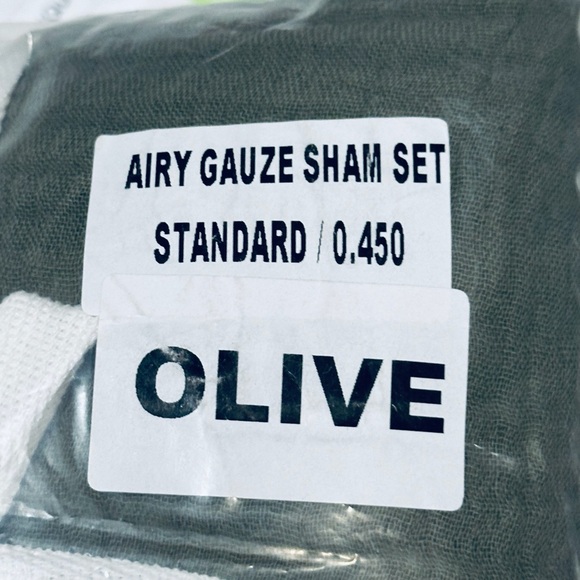 AIRY GAUZE SHAM SET
STANDARD / 0.450
OLIVE